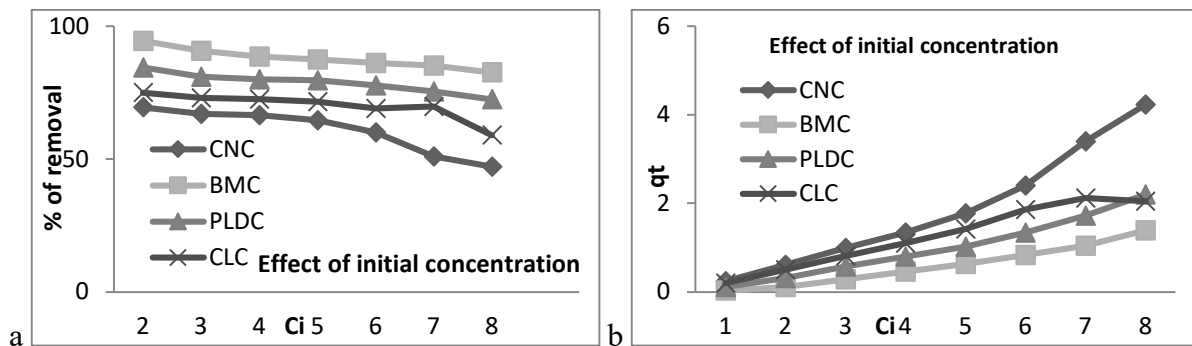 100
50
0
% of removal
CNC
BMC
PLDC
CLC
Effect of initial concentration
2 3 4 Ci 5 6 7 8
a
6
4
2
0
qt
Effect of initial concentration
CNC
BMC
PLDC
CLC
1 2 3 Ci 4 5 6 7 8
b